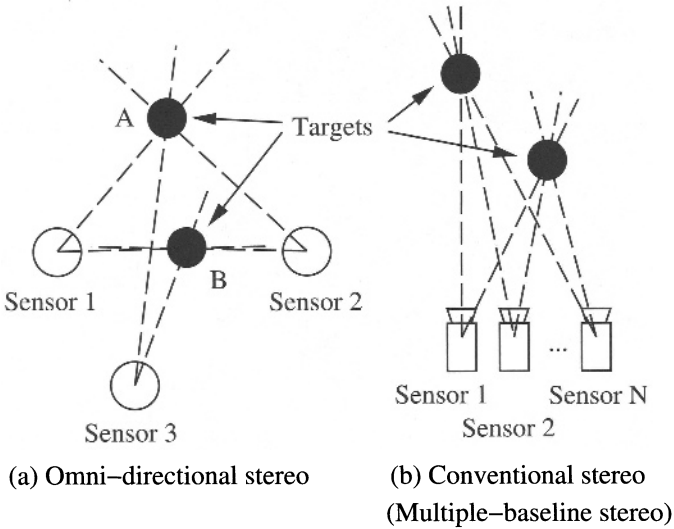 A
Targets
B
Sensor 1
Sensor 2
Sensor 3
(a) Omni−directional stereo
...
Sensor 1
Sensor N
Sensor 2
(b) Conventional stereo
(Multiple−baseline stereo)